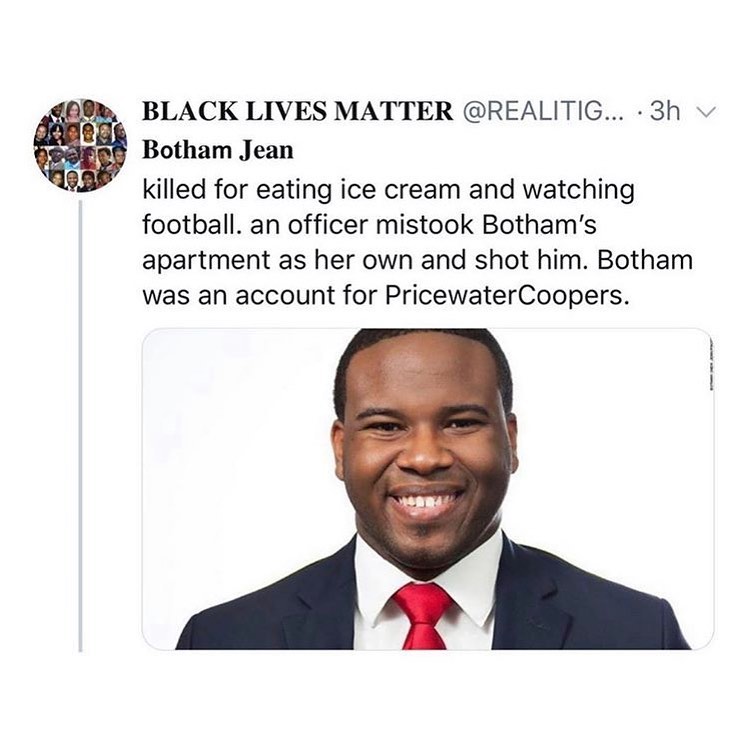 BLACK LIVES MATTER @REALITIG... · 3h
Botham Jean
killed for eating ice cream and watching
football. an officer mistook Botham’s
apartment as her own and shot him. Botham
was an account for PricewaterCoopers.